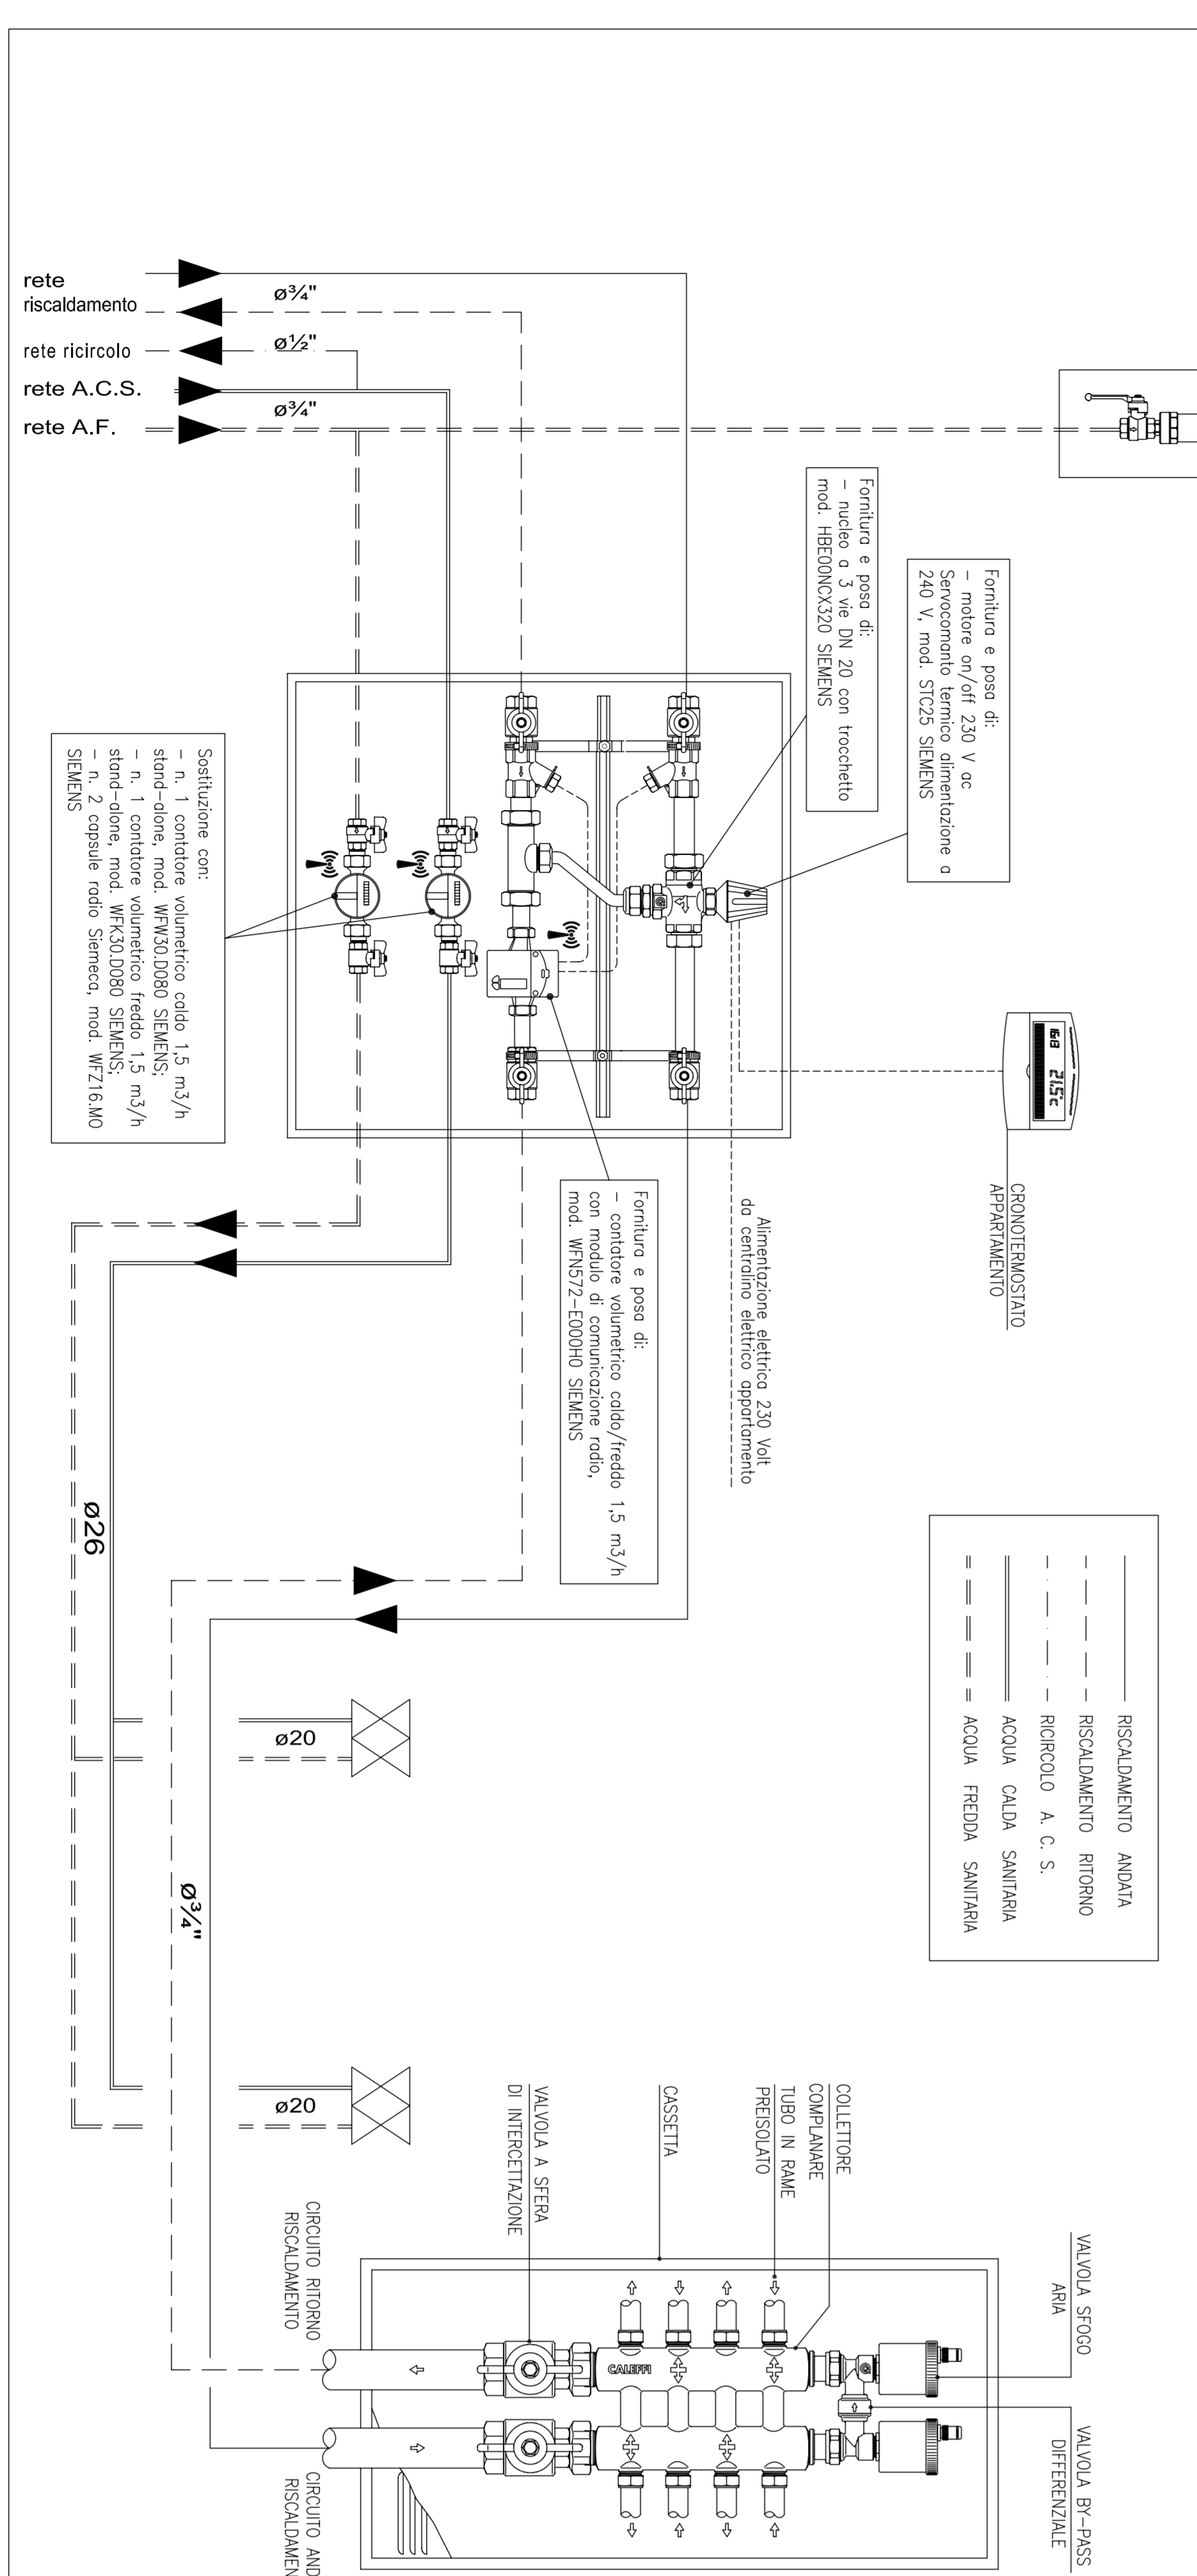 rete
riscaldamento
rete ricircolo
rete A.C.S.
rete A.F.
ø¾"
ø½"
ø¾"
Fornitura e posa di:
- nucleo a 3 vie DN 20 con trocchetto
mod. HBE00NCX320 SIEMENS
Fornitura e posa di:
- motore on/off 230 V ac
Servocomanto termico alimentazione a
240 V, mod. STC25 SIEMENS
Sostituzione con:
- n. 1 contatore volumetrico caldo 1,5 m3/h
stand-alone, mod. WFW30.D080 SIEMENS;
- n. 1 contatore volumetrico freddo 1,5 m3/h
stand-alone, mod. WFK30.D080 SIEMENS;
- n. 2 capsule radio Siemeca, mod. WFZ16.MO
SIEMENS
21.5°c
CRONOTERMOSTATO
APPARTAMENTO
Alimentazione elettrica 230 Volt
da centralino elettrico appartamento
Fornitura e posa di:
- contatore volumetrico caldo/freddo 1,5 m3/h
con modulo di comunicazione radio,
mod. WFN572-E000H0 SIEMENS
RISCALDAMENTO ANDATA
RISCALDAMENTO RITORNO
RICIRCOLO A. C. S.
ACQUA CALDA SANITARIA
ACQUA FREDDA SANITARIA
ø26
ø20
ø¾"
ø20
VALVOLA SFOGO
ARIA
VALVOLA BY-PASS
DIFFERENZIALE
COLLETTORE
COMPLANARE
TUBO IN RAME
PREISOLATO
CASSETTA
VALVOLA A SFERA
DI INTERCETTAZIONE
CALEFFI
CIRCUITO RITORNO
RISCALDAMENTO
CIRCUITO AND
RISCALDAMEN